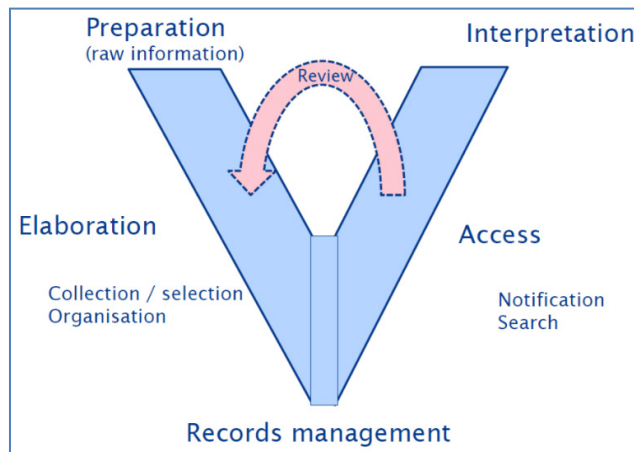 Preparation
(raw information)
Interpretation
Review
Elaboration
Access
Collection / selection
Organisation
Notification
Search
Records management